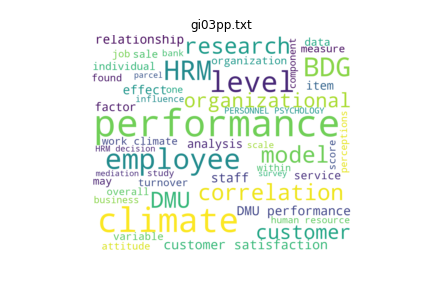 gi03pp.txt
relationship research data
job sale bank component measure
individual HRM organization BDG
found parcel level item
effect one organizational
factor influence PERSONNEL PSYCHOLOGY
performance
work climate analysis score perceptions
HRM decision employee scale model
mediation study within
may turnover staff survey service
overall DMU correlation
business climate DMU performance
human resource
variable customer
attitude customer satisfaction